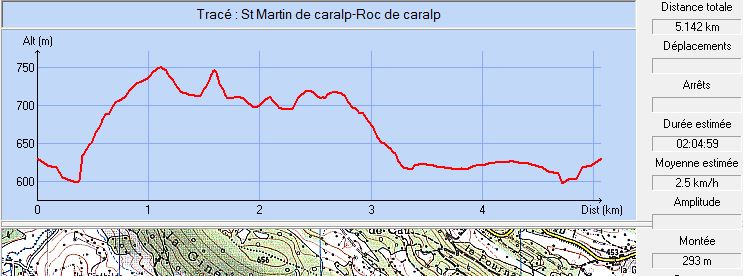 Tracé : St Martin de caralp-Roc de caralp
Alt (m)
750
700
650
600
0 1 2 3 4 Dist (km)
Distance totale
5.142 km
Déplacements
Arrêts
Durée estimée
02:04:59
Moyenne estimée
2.5 km/h
Amplitude
Montée
293 m